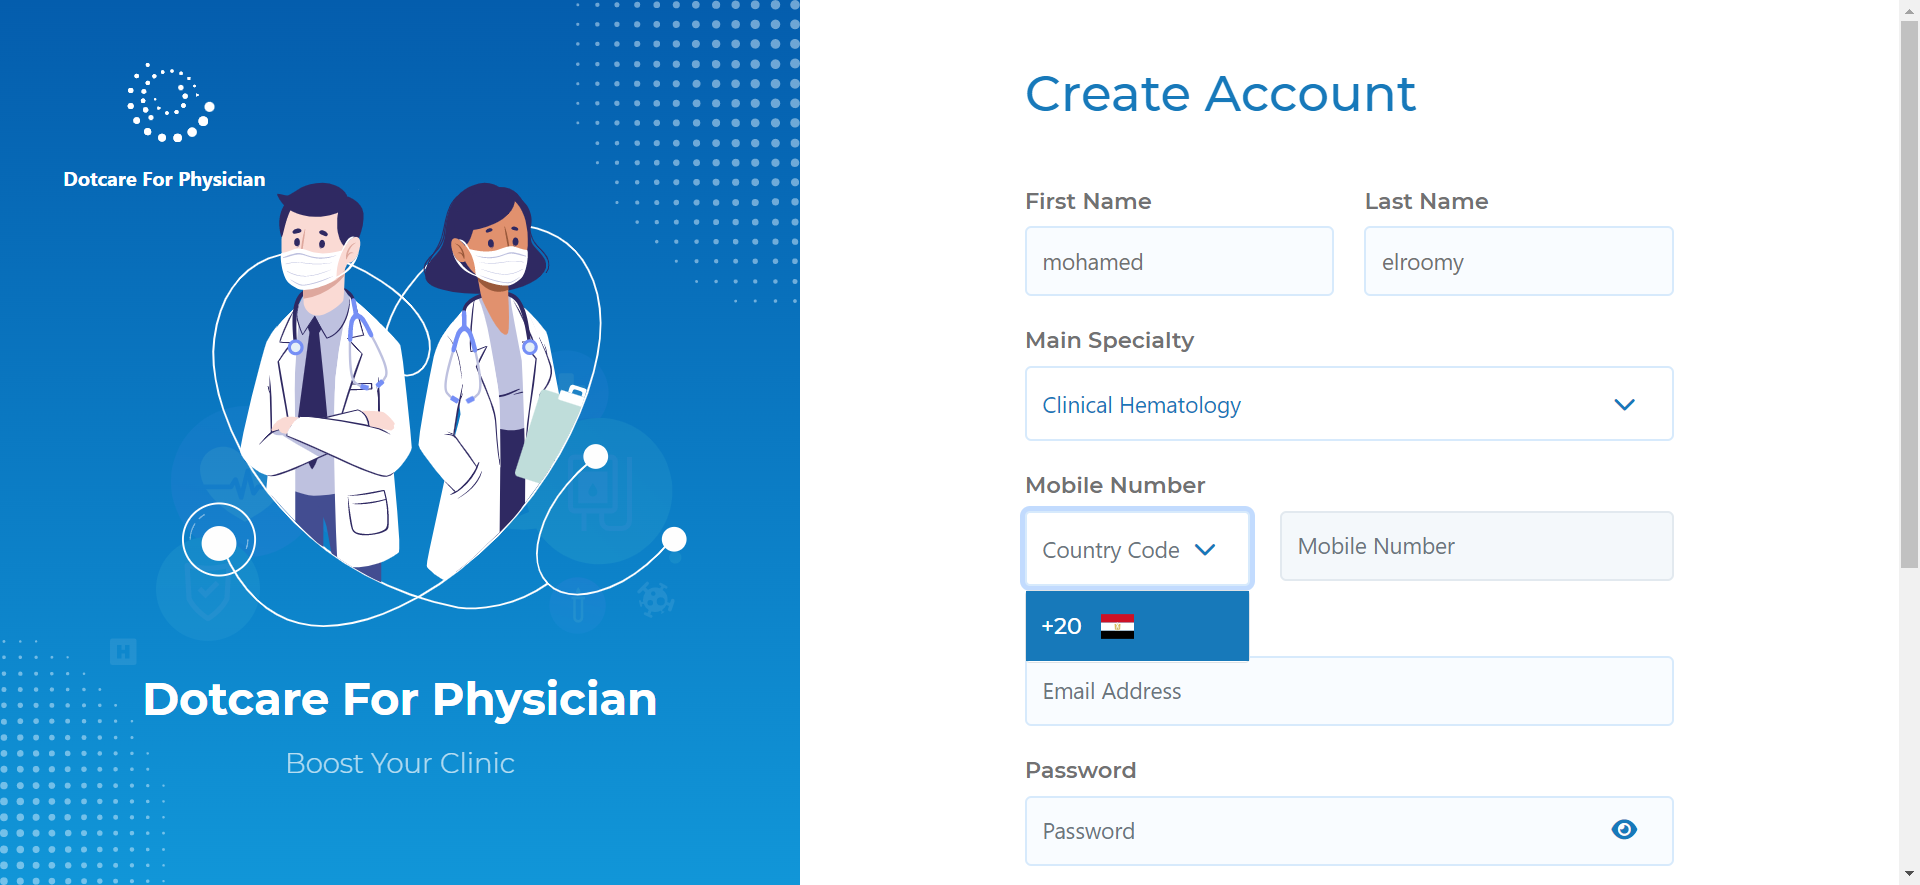 Dotcare For Physician
Dotcare For Physician
Boost Your Clinic
Create Account
First Name
Last Name
mohamed
elroomy
Main Specialty
Clinical Hematology
Mobile Number
Country Code
Mobile Number
+20
Email Address
Password
Password